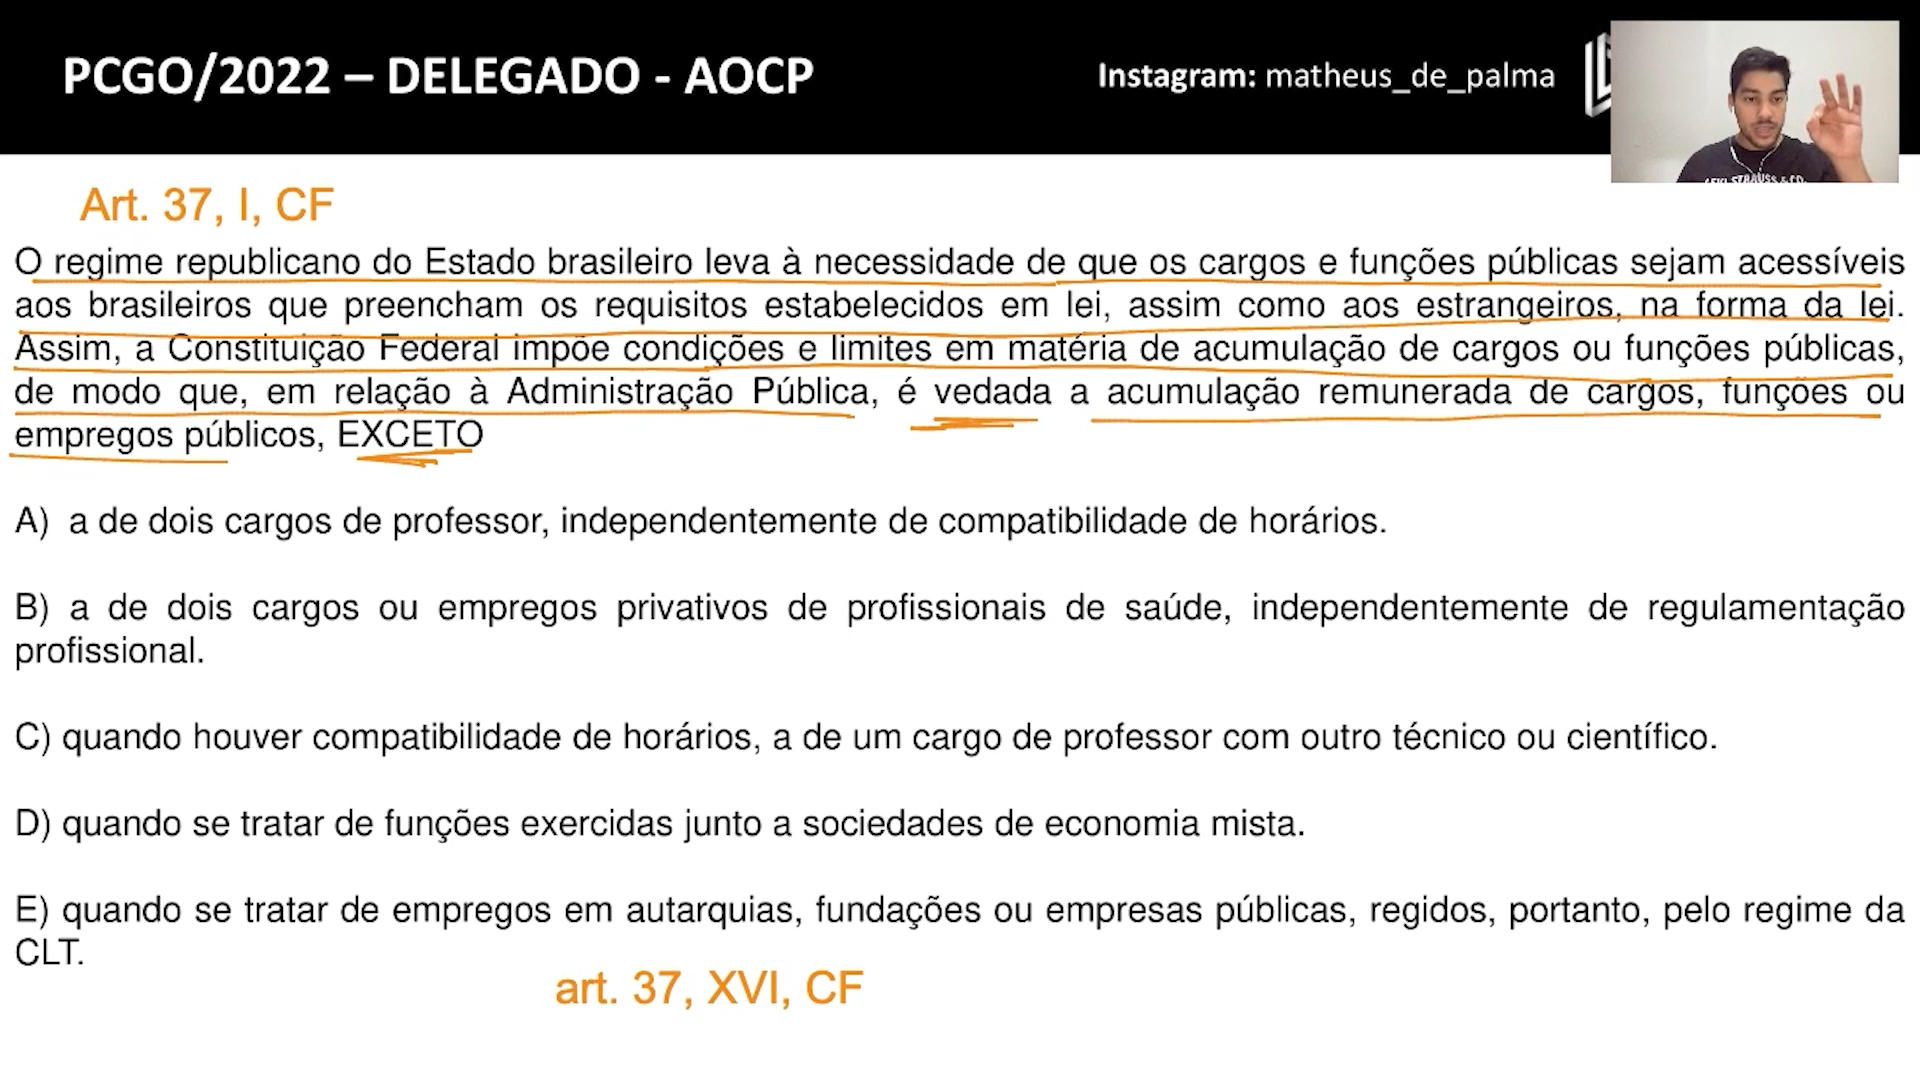 PCGO/2022 – DELEGADO - AOCP
Instagram: matheus_de_palma
Art. 37, I, CF
O regime republicano do Estado brasileiro leva à necessidade de que os cargos e funções públicas sejam acessíveis
aos brasileiros que preencham os requisitos estabelecidos em lei, assim como aos estrangeiros, na forma da lei.
Assim, a Constituição Federal impõe condições e limites em matéria de acumulação de cargos ou funções públicas,
de modo que, em relação à Administração Pública, é vedada a acumulação remunerada de cargos, funções ou
empregos públicos, EXCETO
A) a de dois cargos de professor, independentemente de compatibilidade de horários.
B) a de dois cargos ou empregos privativos de profissionais de saúde, independentemente de regulamentação
profissional.
C) quando houver compatibilidade de horários, a de um cargo de professor com outro técnico ou científico.
D) quando se tratar de funções exercidas junto a sociedades de economia mista.
E) quando se tratar de empregos em autarquias, fundações ou empresas públicas, regidos, portanto, pelo regime da
CLT.
art. 37, XVI, CF